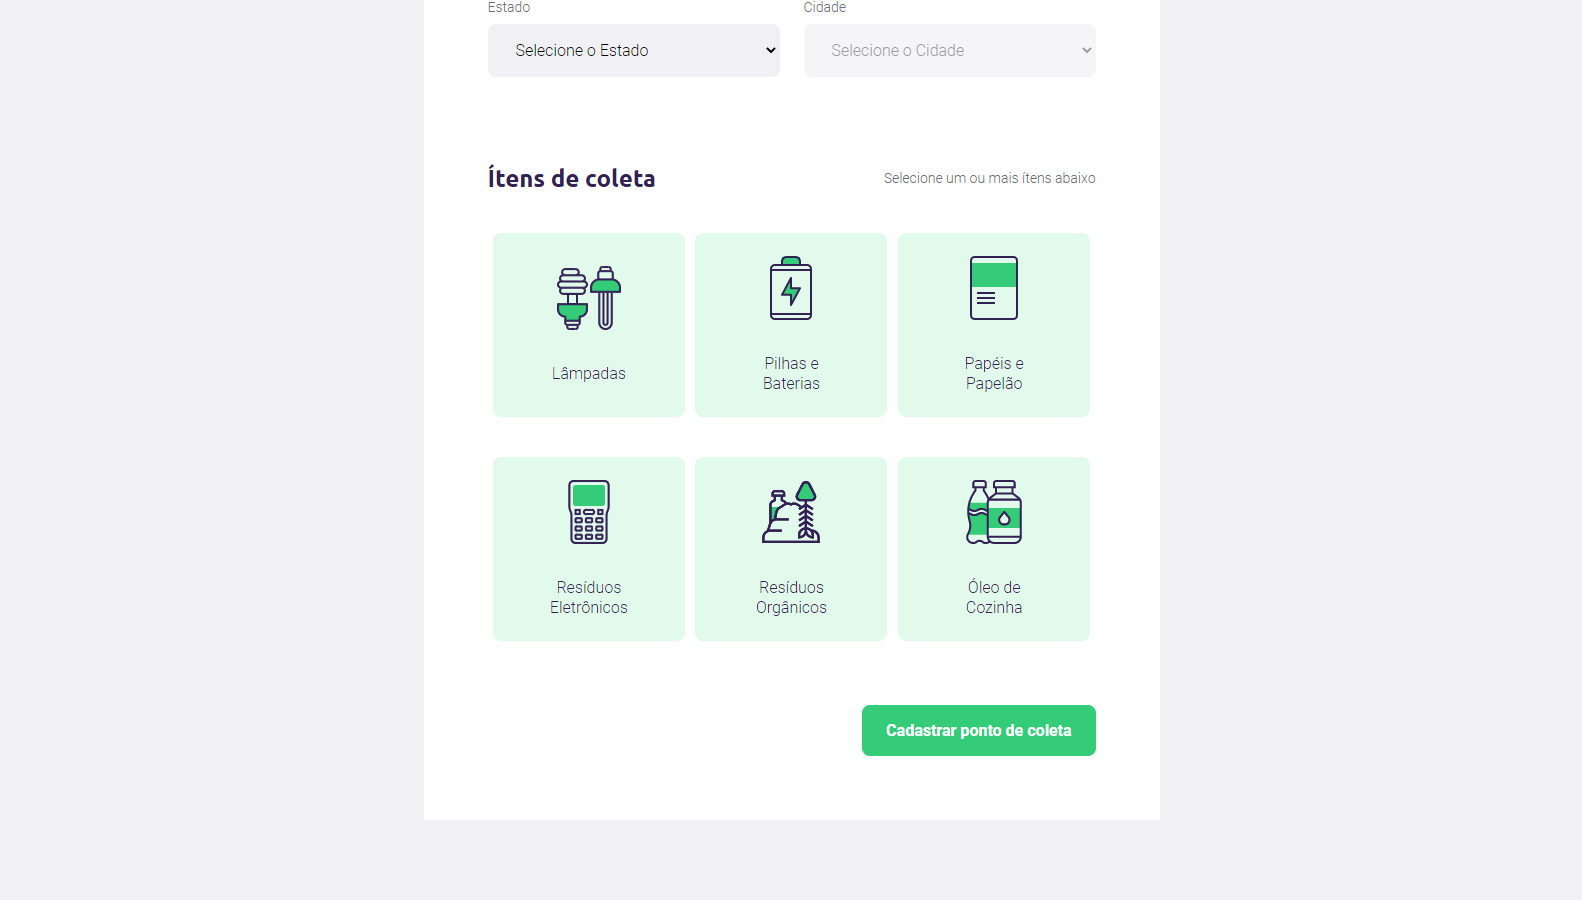 Estado
Cidade
Selecione o Estado
Selecione o Cidade
Ítens de coleta
Selecione um ou mais ítens abaixo
Lâmpadas
Pilhas e
Baterias
Papéis e
Papelão
Resíduos
Eletrônicos
Resíduos
Orgânicos
Óleo de
Cozinha
Cadastrar ponto de coleta